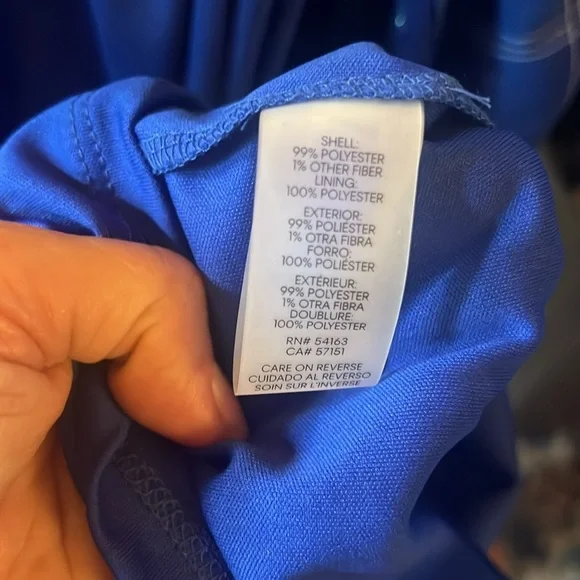 SHELL:
99% POLYESTER
1% OTHER FIBER
LINING:
100% POLYESTER
EXTERIOR:
99% POLIÉSTER
1% OTRA FIBRA
FORRO:
100% POLIÉSTER
EXTÉRIEUR:
99% POLYESTER
1% OTRA FIBRA
DOUBLURE:
100% POLYESTER
RN# 54163
CA# 57151
CARE ON REVERSE
CUIDADO AL REVERSO
SOIN SUR L'INVERSE